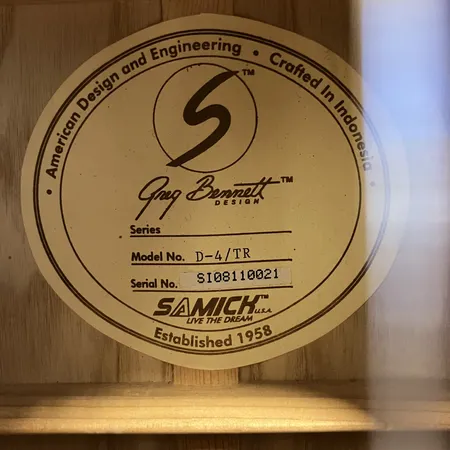 • American Design and Engineering • Crafted In Indonesia •
S™
Greg Bennett™
DESIGN
Series
Model No. D-4/TR
Serial No. SI08110021
SAMICK™ U.S.A.
LIVE THE DREAM
Established 1958